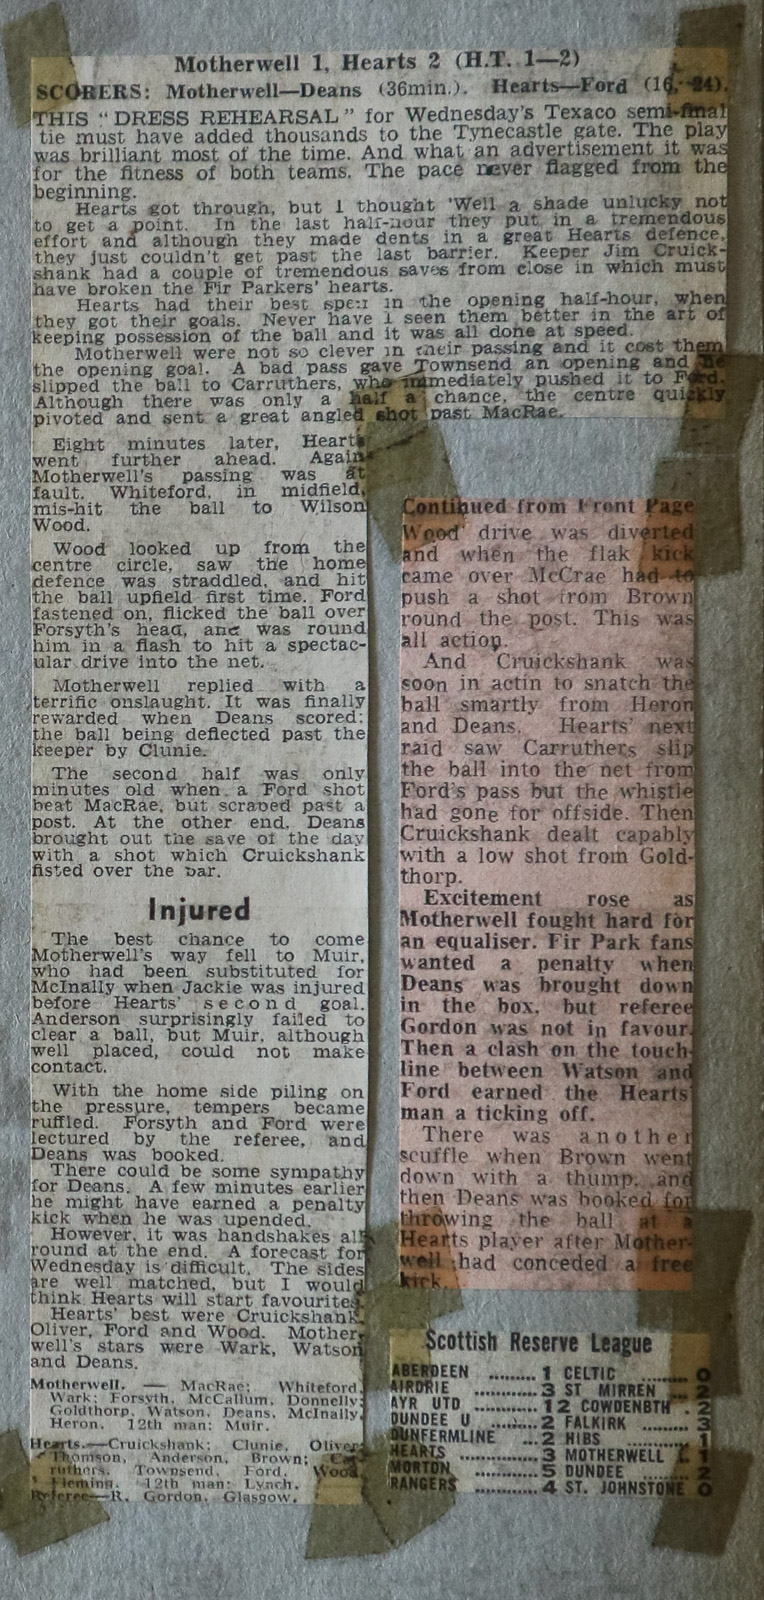 Motherwell 1, Hearts 2 (H.T. 1—2)
SCORERS: Motherwell—Deans (36min.). Hearts—Ford (16, 24).
THIS "DRESS REHEARSAL" for Wednesday's Texaco semi-final
tie must have added thousands to the Tynecastle gate. The play
was brilliant most of the time. And what an advertisement it was
for the fitness of both teams. The pace never flagged from the
beginning.
Hearts got through, but I thought 'Well a shade unlucky not
to get a point. In the last half-hour they put in a tremendous
effort and although they made dents in a great Hearts defence,
they just couldn't get past the last barrier. Keeper Jim Cruick-
shank had a couple of tremendous saves from close in which must
have broken the Fir Parkers' hearts.
Hearts had their best spell in the opening half-hour, when
they got their goals. Never have I seen them better in the art of
keeping possession of the ball and it was all done at speed.
Motherwell were not so clever in their passing and it cost them
the opening goal. A bad pass gave Townsend an opening and he
slipped the ball to Carruthers, who immediately pushed it to Ford.
Although there was only a half a chance, the centre quickly
pivoted and sent a great angled shot past MacRae.
Eight minutes later, Hearts
went further ahead. Again
Motherwell's passing was at
fault. Whiteford, in midfield,
mis-hit the ball to Wilson
Wood.
Wood looked up from the
centre circle, saw the home
defence was straddled, and hit
the ball upfield first time. Ford
fastened on, flicked the ball over
Forsyth's head, and was round
him in a flash to hit a spectac-
ular drive into the net.
Motherwell replied with a
terrific onslaught. It was finally
rewarded when Deans scored:
the ball being deflected past the
keeper by Clunie.
The second half was only
minutes old when a Ford shot
beat MacRae, but scraped past a
post. At the other end, Deans
brought out the save of the day
with a shot which Cruickshank
fisted over the bar.
Injured
The best chance to come
Motherwell's way fell to Muir,
who had been substituted for
McInally when Jackie was injured
before Hearts' second goal.
Anderson surprisingly failed to
clear a ball, but Muir, although
well placed, could not make
contact.
With the home side piling on
the pressure, tempers became
ruffled. Forsyth and Ford were
lectured by the referee, and
Deans was booked.
There could be some sympathy
for Deans. A few minutes earlier
he might have earned a penalty
kick when he was upended.
However, it was handshakes all
round at the end. A forecast for
Wednesday is difficult. The sides
are well matched, but I would
think Hearts will start favourites.
Hearts' best were Cruickshank,
Oliver, Ford and Wood. Mother-
well's stars were Wark, Watson
and Deans.
Motherwell. — MacRae; Whiteford,
Wark; Forsyth, McCallum, Donnelly;
Goldthorp, Watson, Deans, McInally,
Heron. 12th man: Muir.
Hearts.—Cruickshank; Clunie, Oliver;
Thomson, Anderson, Brown; Car-
ruthers, Townsend, Ford, Wood,
Fleming. 12th man: Lynch.
Referee—R. Gordon, Glasgow.
Continued from Front Page
Wood drive was diverted
and when the flak kick
came over McCrae had to
push a shot from Brown
round the post. This was
all action.
And Cruickshank was
soon in actin to snatch the
ball smartly from Heron
and Deans. Hearts' next
raid saw Carruthers slip
the ball into the net from
Ford's pass but the whistle
had gone for offside. Then
Cruickshank dealt capably
with a low shot from Gold-
thorp.
Excitement rose as
Motherwell fought hard for
an equaliser. Fir Park fans
wanted a penalty when
Deans was brought down
in the box, but referee
Gordon was not in favour.
Then a clash on the touch-
line between Watson and
Ford earned the Hearts'
man a ticking off.
There was another
scuffle when Brown went
down with a thump, and
then Deans was booked for
throwing the ball at a
Hearts player after Mother-
well had conceded a free
kick.
Scottish Reserve League
ABERDEEN ......... 1 CELTIC ........ 0
AIRDRIE ............ 3 ST MIRREN ... 2
AYR UTD .......... 12 COWDENBTH . 2
DUNDEE U ...... 2 FALKIRK ....... 3
DUNFERMLINE ... 2 HIBS ........... 1
HEARTS ........... 3 MOTHERWELL . 1
MORTON ........... 5 DUNDEE ....... 2
RANGERS ......... 4 ST. JOHNSTONE 0